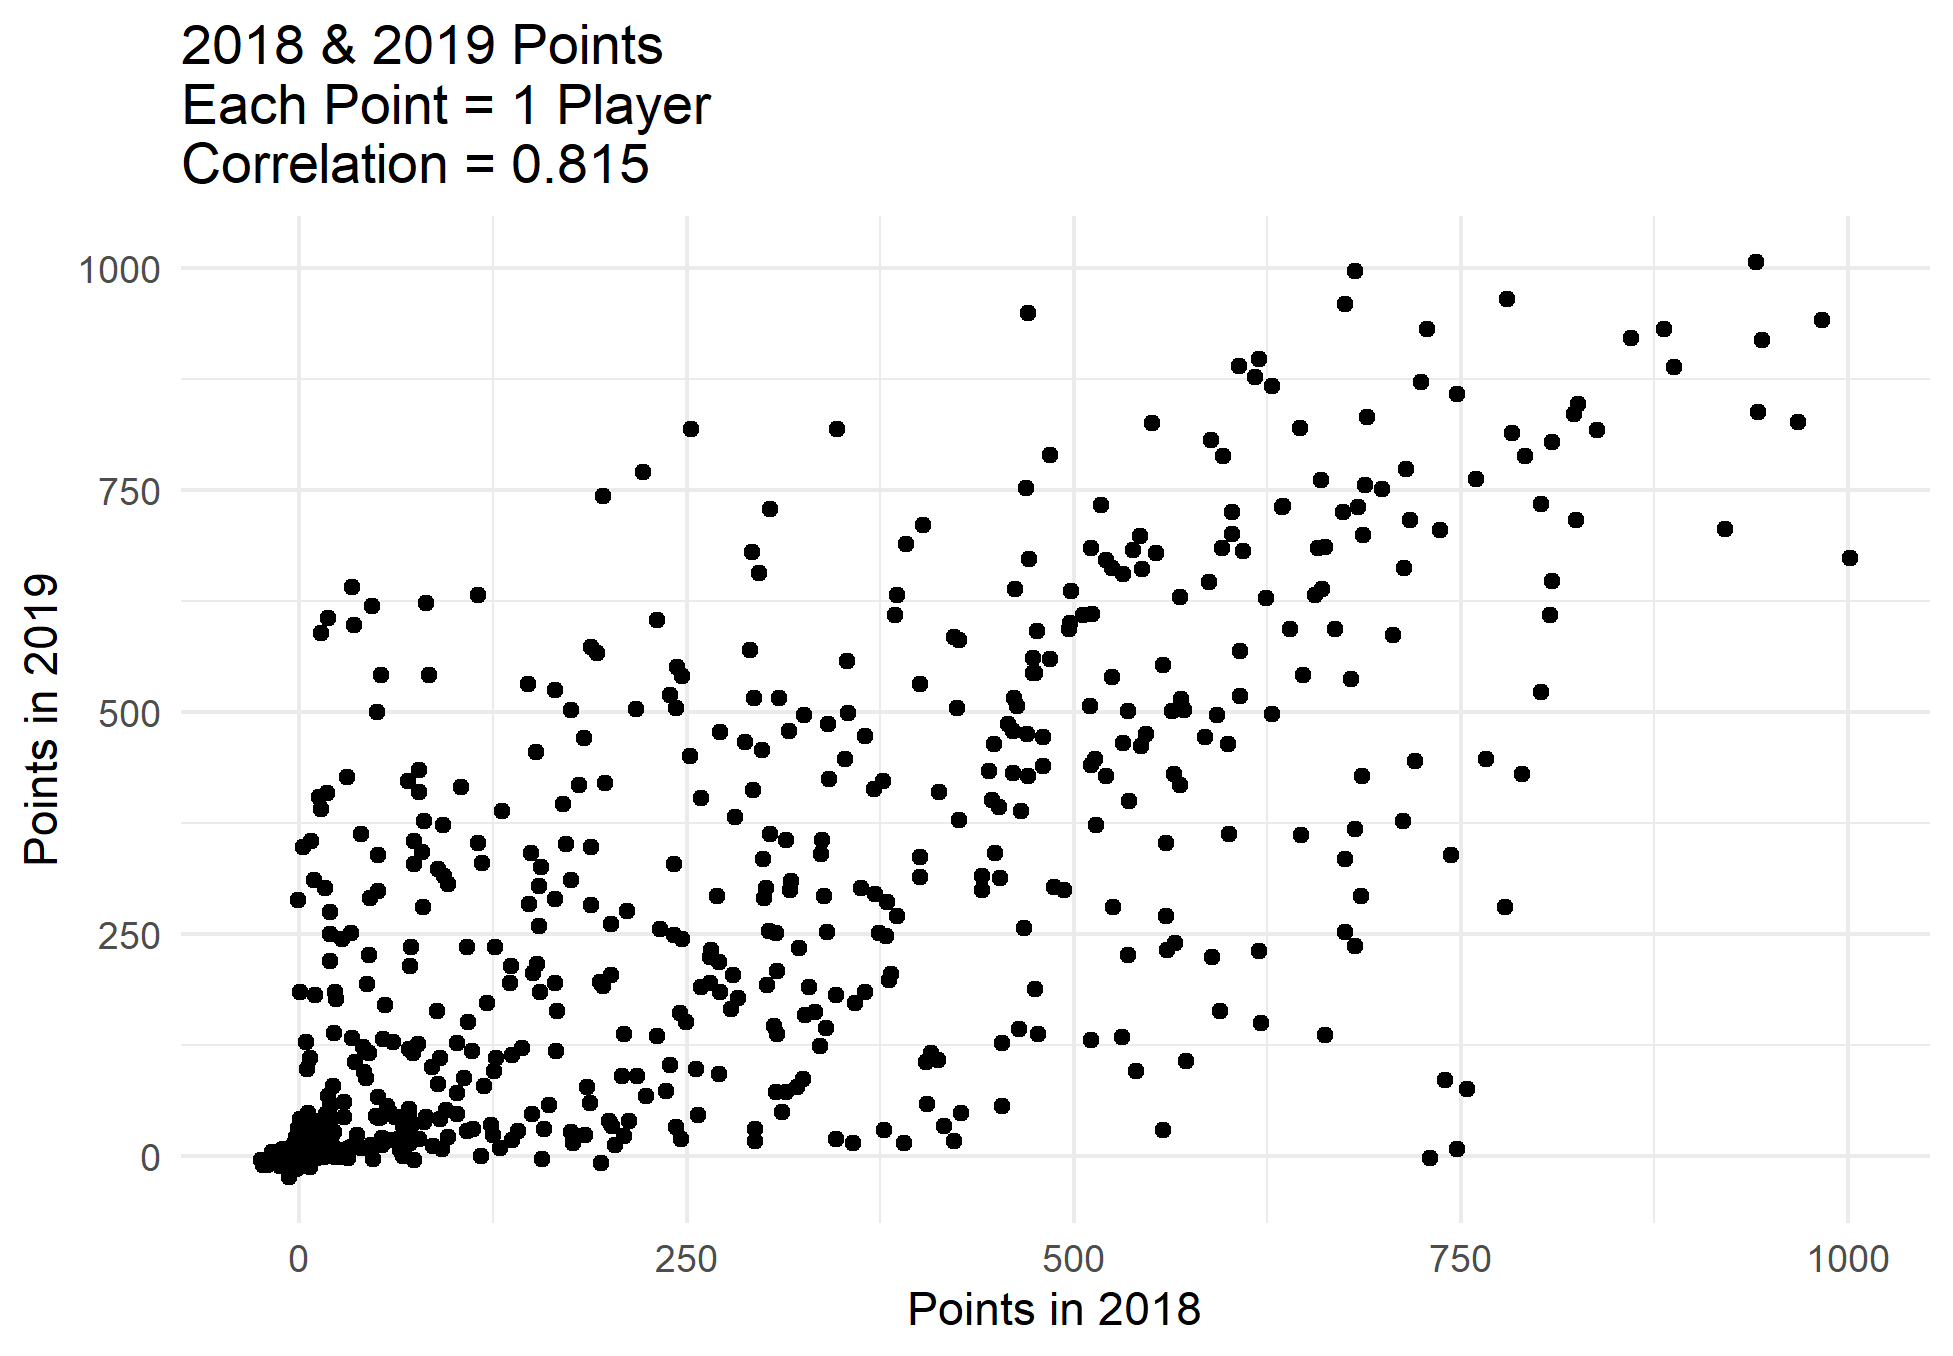 2018 & 2019 Points
Each Point = 1 Player
Correlation = 0.815
1000
750
500
250
0
Points in 2019
0
250
500
750
1000
Points in 2018